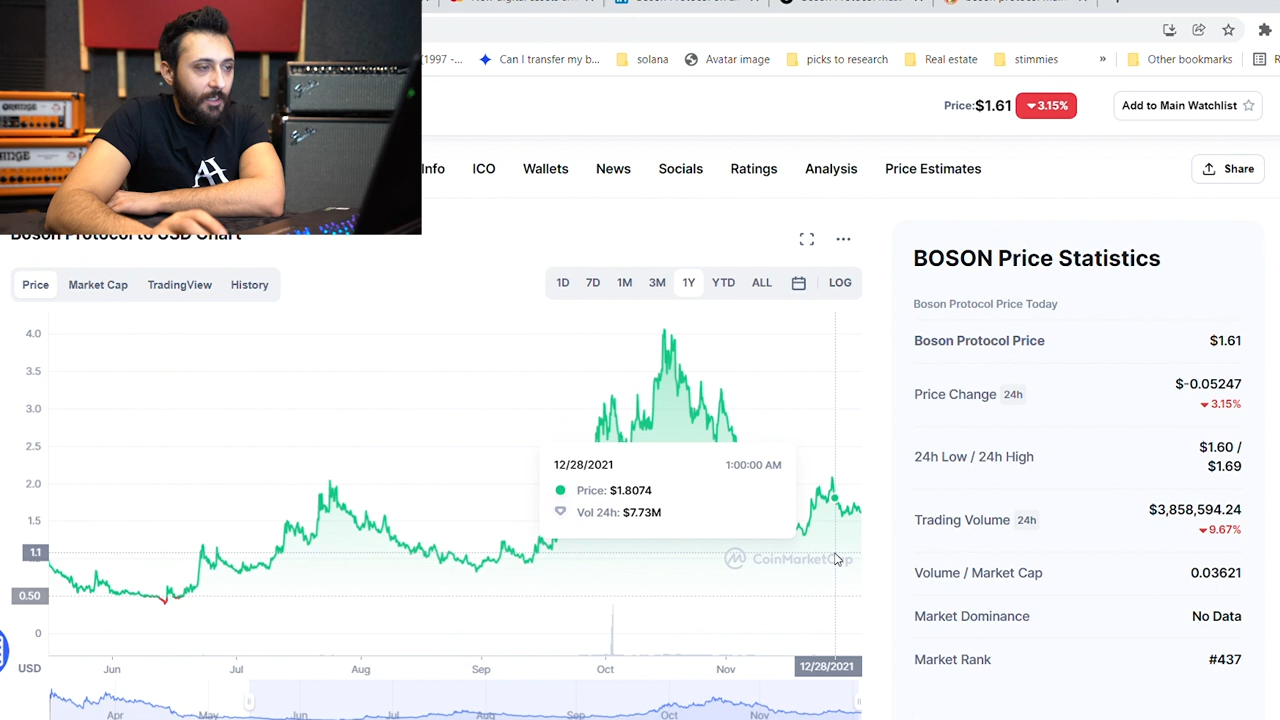 (1997 -...
Can I transfer my b...
solana
Avatar image
picks to research
Real estate
stimmies
»
Other bookmarks
Price:$1.61
3.15%
Add to Main Watchlist
Info
ICO
Wallets
News
Socials
Ratings
Analysis
Price Estimates
Share
ORANGE
Fender
Fender
AH
Boson Protocol to USD Chart
Price
Market Cap
TradingView
History
1D
7D
1M
3M
1Y
YTD
ALL
LOG
4.0
3.5
3.0
2.5
2.0
1.5
1.1
0.50
0
12/28/2021
1:00:00 AM
Price: $1.8074
Vol 24h: $7.73M
CoinMarketCap
USD
Jun
Jul
Aug
Sep
Oct
Nov
12/28/2021
Apr
May
Jun
Jul
Aug
Sep
Oct
Nov
BOSON Price Statistics
Boson Protocol Price Today
Boson Protocol Price
$1.61
Price Change 24h
$-0.05247
3.15%
24h Low / 24h High
$1.60 /
$1.69
Trading Volume 24h
$3,858,594.24
9.67%
Volume / Market Cap
0.03621
Market Dominance
No Data
Market Rank
#437